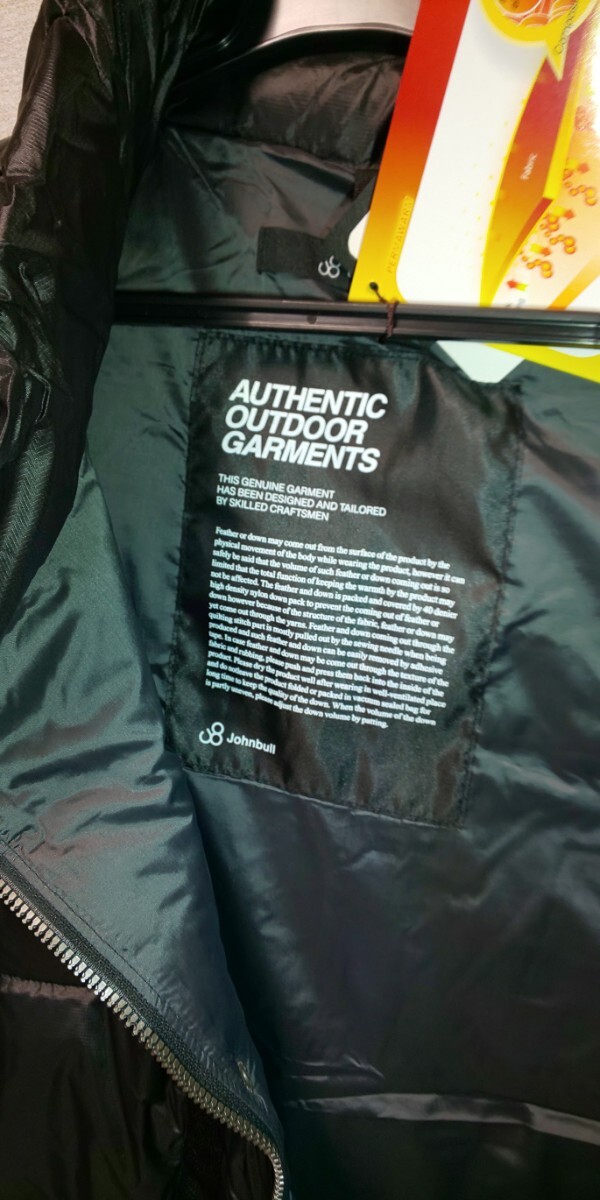 Compos
Fabric
AUTHENTIC
OUTDOOR
GARMENTS
THIS GENUINE GARMENT
HAS BEEN DESIGNED AND TAILORED
BY SKILLED CRAFTSMEN
Feather or down may come out from the surface of the product by the
physical movement of the body while wearing the product, however it can
safely be said that the volume of such feather or down coming out is so
limited that the total function of keeping the warmth by the product may
not be affected. The feather and down is packed and covered by 40 denier
high density nylon down pack to prevent the coming out of feather or
down however because of the structure of the fabric, feather or down may
yet come out through the yarn. Feather and down coming out through the
quilting stitch part mostly pulled out by the sewing needle when being
produced and such feather and down can be easily removed by adhesive
tape. In case feather and down may be come out through the texture of the
fabric and rubbing, please push and press them back into the inside of the
product. Please dry the product well after wearing in well-ventilated place
and do not leave the product folded or packed in vacuum sealed bag for
long time to keep the quality of the down. When the volume of the down
is partly uneven, please adjust the down volume by patting.
Johnbull